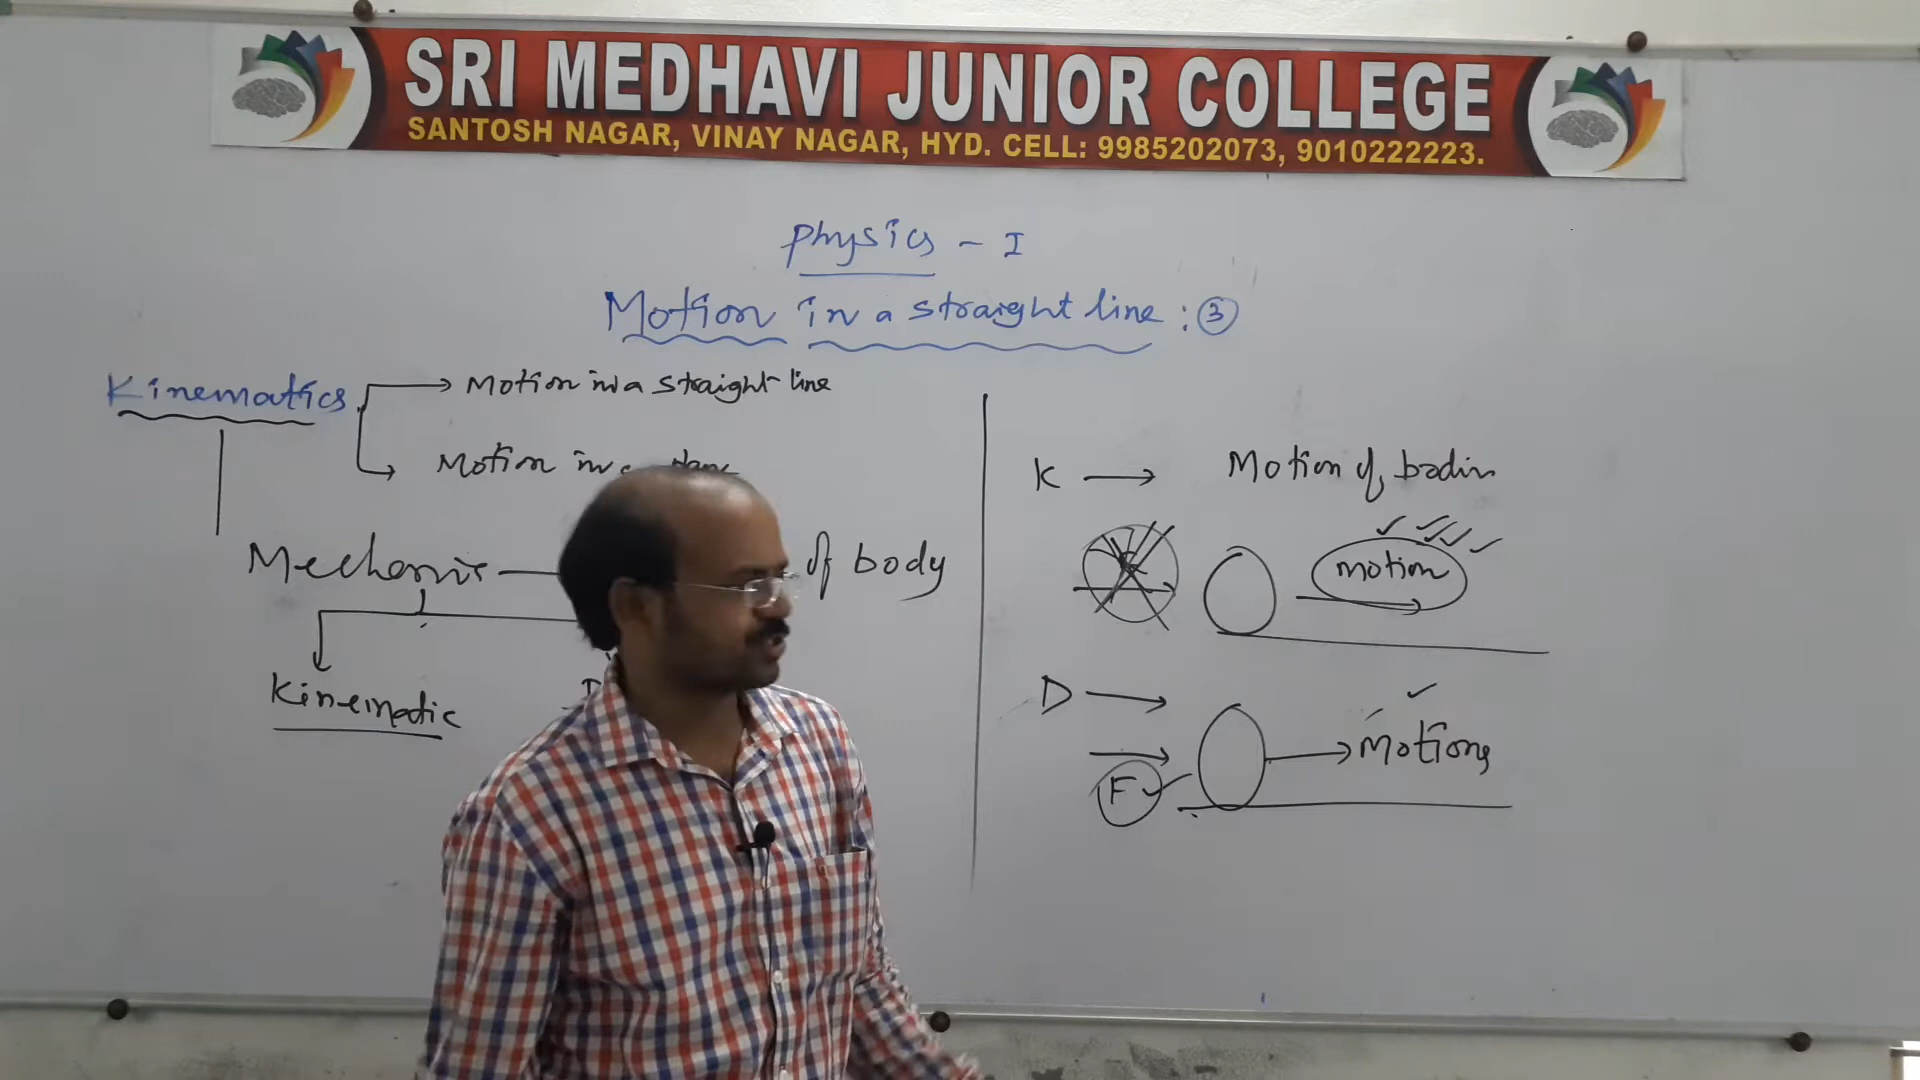 SRI MEDHAVI JUNIOR COLLEGE
SANTOSH NAGAR, VINAY NAGAR, HYD. CELL: 9985202073, 9010222223.
Physics - I
Motion in a straight line : 3
Kinematics
Motion in a straight line
Motion in
Mechanics
of body
Kinematic
K → Motion of bodies
motion
D →
F
Motions